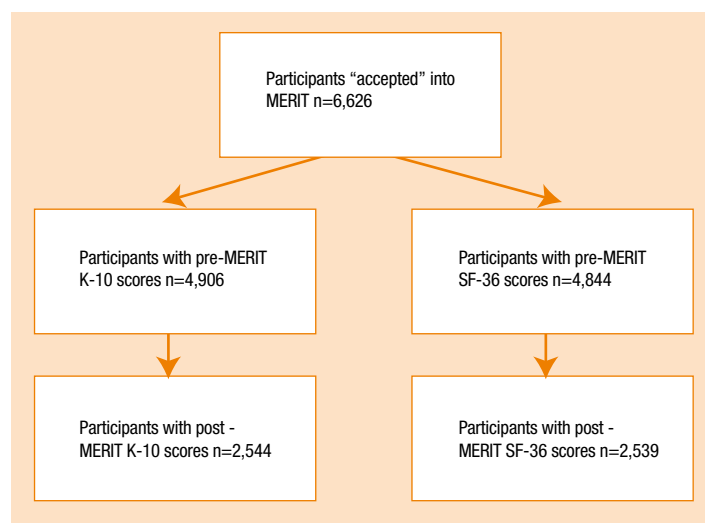 Participants “accepted” into
MERIT n=6,626
Participants with pre-MERIT
K-10 scores n=4,906
Participants with pre-MERIT
SF-36 scores n=4,844
Participants with post -
MERIT K-10 scores n=2,544
Participants with post -
MERIT SF-36 scores n=2,539